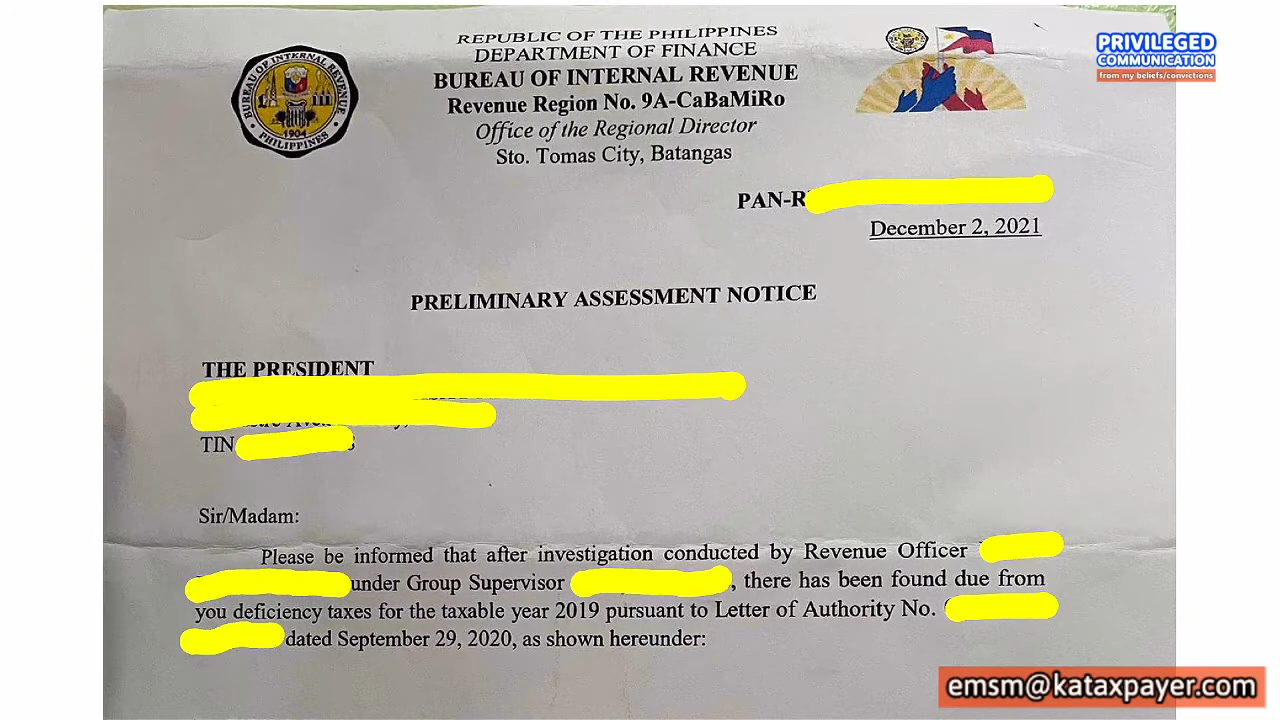 REPUBLIC OF THE PHILIPPINES
DEPARTMENT OF FINANCE
BUREAU OF INTERNAL REVENUE
Revenue Region No. 9A-CaBaMiRo
Office of the Regional Director
Sto. Tomas City, Batangas
BUREAU OF INTERNAL REVENUE
1904
PHILIPPINES
PRIVILEGED
COMMUNICATION
from my beliefs/convictions
PAN-R
December 2, 2021
PRELIMINARY ASSESSMENT NOTICE
THE PRESIDENT
TIN
Sir/Madam:
Please be informed that after investigation conducted by Revenue Officer
under Group Supervisor , there has been found due from
you deficiency taxes for the taxable year 2019 pursuant to Letter of Authority No.
dated September 29, 2020, as shown hereunder:
emsm@kataxpayer.com